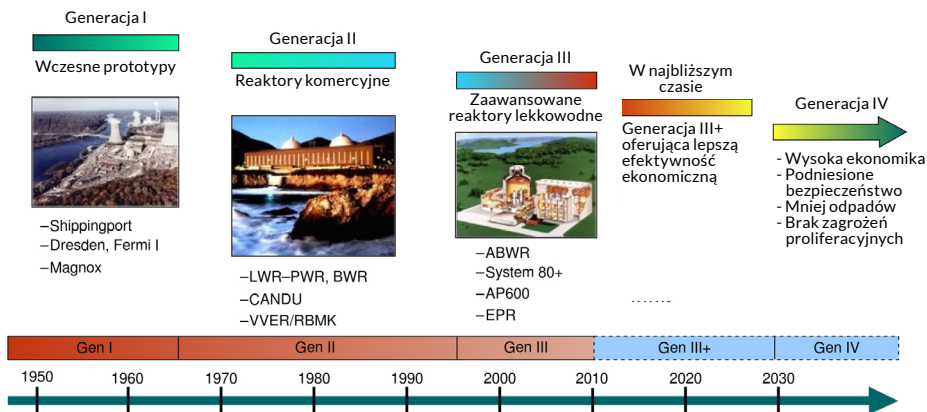 Generacja I
Wczesne prototypy
–Shippingport
–Dresden, Fermi I
–Magnox
Generacja II
Reaktory komercyjne
–LWR–PWR, BWR
–CANDU
–VVER/RBMK
Generacja III
Zaawansowane
reaktory lekkowodne
–ABWR
–System 80+
–AP600
–EPR
W najbliższym
czasie
Generacja III+
oferująca lepszą
efektywność
ekonomiczną
.......
Generacja IV
- Wysoka ekonomika
- Podniesione
bezpieczeństwo
- Mniej odpadów
- Brak zagrożeń
proliferacyjnych
Gen I Gen II Gen III Gen III+ Gen IV
1950 1960 1970 1980 1990 2000 2010 2020 2030